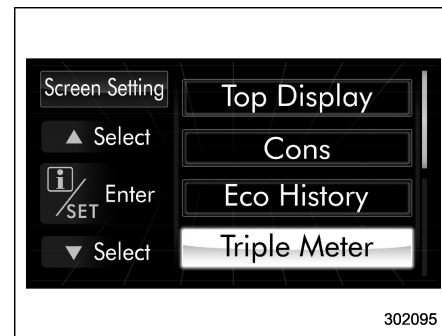 Screen Setting
Top Display
▲ Select
Cons
i/SET Enter
Eco History
▼ Select
Triple Meter
302095